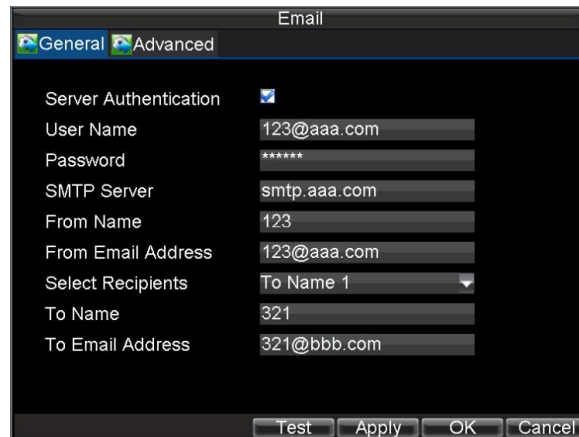 Email
General Advanced
Server Authentication
User Name 123@aaa.com
Password ******
SMTP Server smtp.aaa.com
From Name 123
From Email Address 123@aaa.com
Select Recipients To Name 1
To Name 321
To Email Address 321@bbb.com
Test Apply OK Cancel